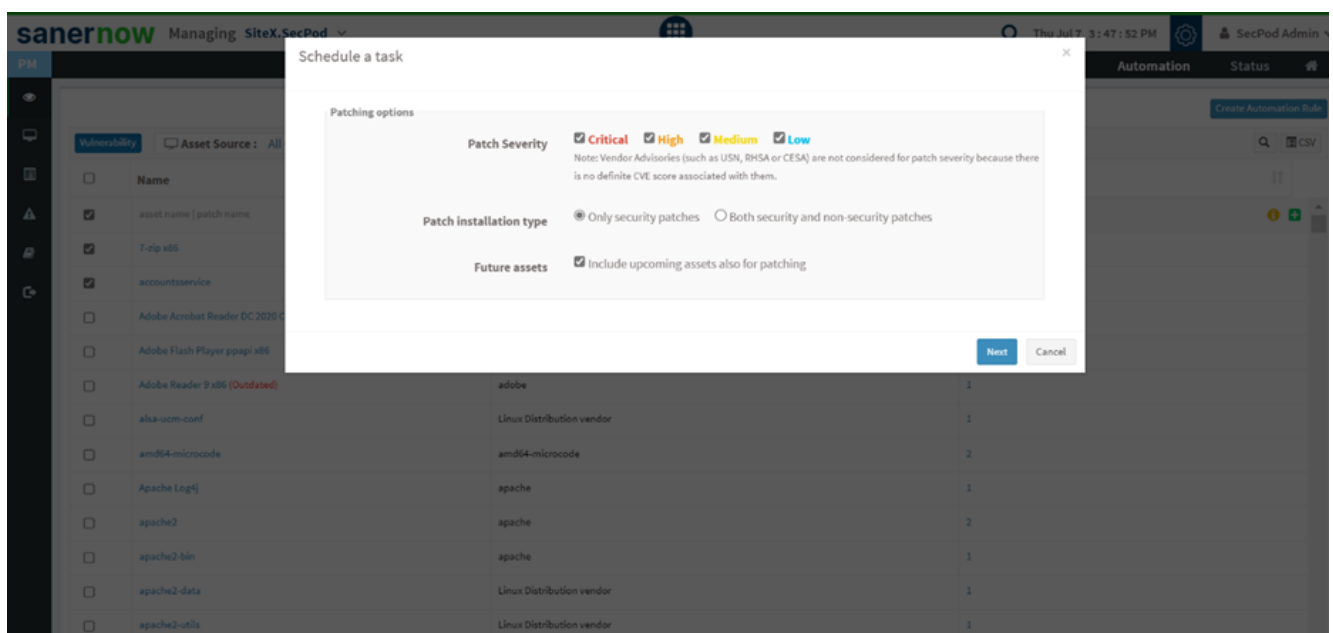 sanernow Managing SiteX.SecPod Thu Jul 7 3:47:52 PM SecPod Admin
PM Automation Status
Schedule a task ×
Create Automation Rule
Patching options
Vulnerability Asset Source : All CSV
Patch Severity Critical High Medium Low
Note: Vendor Advisories (such as USN, RHSA or CESA) are not considered for patch severity because there
is no definite CVE score associated with them.
Name
asset name | patch name
Patch installation type Only security patches Both security and non-security patches
7-zip x86
Future assets Include upcoming assets also for patching
accountsservice
Adobe Acrobat Reader DC 2020 C
Adobe Flash Player ppapi x86
Next Cancel
Adobe Reader 9 x86 (Outdated) adobe 1
alsa-ucm-conf Linux Distribution vendor 1
amd64-microcode amd64-microcode 2
Apache Log4j apache 1
apache2 apache 2
apache2-bin apache 1
apache2-data Linux Distribution vendor 1
apache2-utils Linux Distribution vendor 1